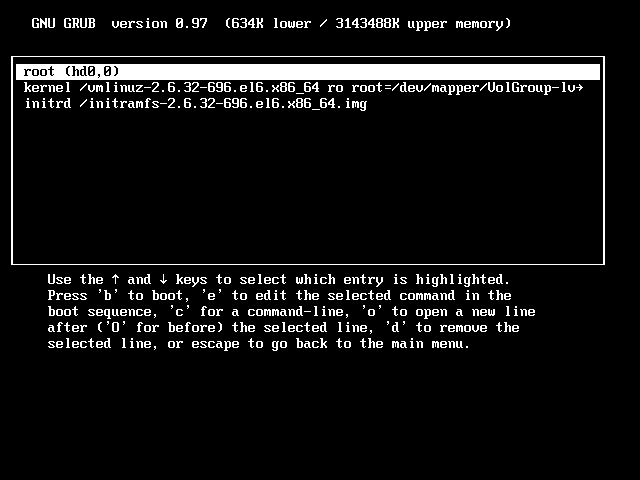 GNU GRUB  version 0.97  (634K lower / 3143488K upper memory)
root (hd0,0)
kernel /vmlinuz-2.6.32-696.el6.x86_64 ro root=/dev/mapper/VolGroup-lv→
initrd /initramfs-2.6.32-696.el6.x86_64.img
Use the ↑ and ↓ keys to select which entry is highlighted.
Press 'b' to boot, 'e' to edit the selected command in the
boot sequence, 'c' for a command-line, 'o' to open a new line
after ('O' for before) the selected line, 'd' to remove the
selected line, or escape to go back to the main menu.